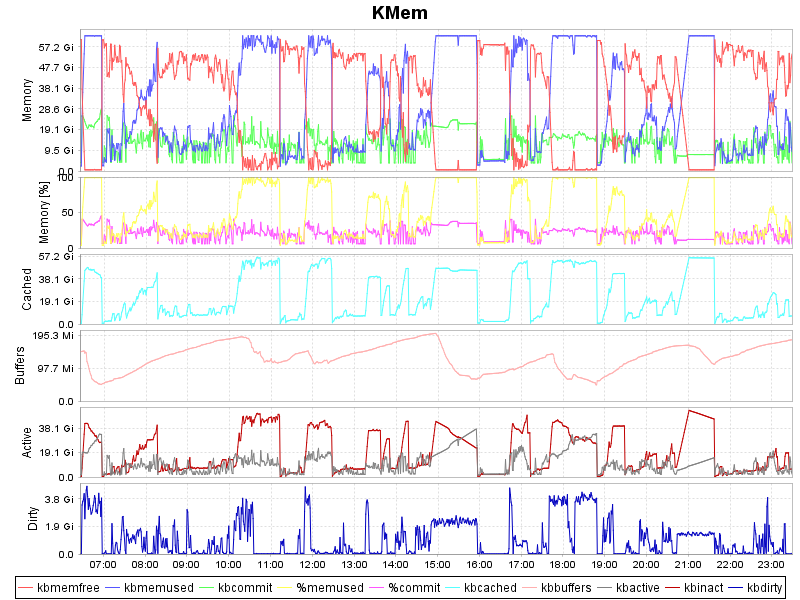 KMem
Memory
57.2 Gi
47.7 Gi
38.1 Gi
28.6 Gi
19.1 Gi
9.5 Gi
0.0
Memory [%]
100
50
0
Cached
57.2 Gi
38.1 Gi
19.1 Gi
0.0
Buffers
195.3 Mi
97.7 Mi
0.0
Active
38.1 Gi
19.1 Gi
0.0
Dirty
3.8 Gi
1.9 Gi
0.0
07:00 08:00 09:00 10:00 11:00 12:00 13:00 14:00 15:00 16:00 17:00 18:00 19:00 20:00 21:00 22:00 23:00
kbmemfree kbmemused kbcommit %memused %commit kbcached kbbuffers kbactive kbinact kbdirty